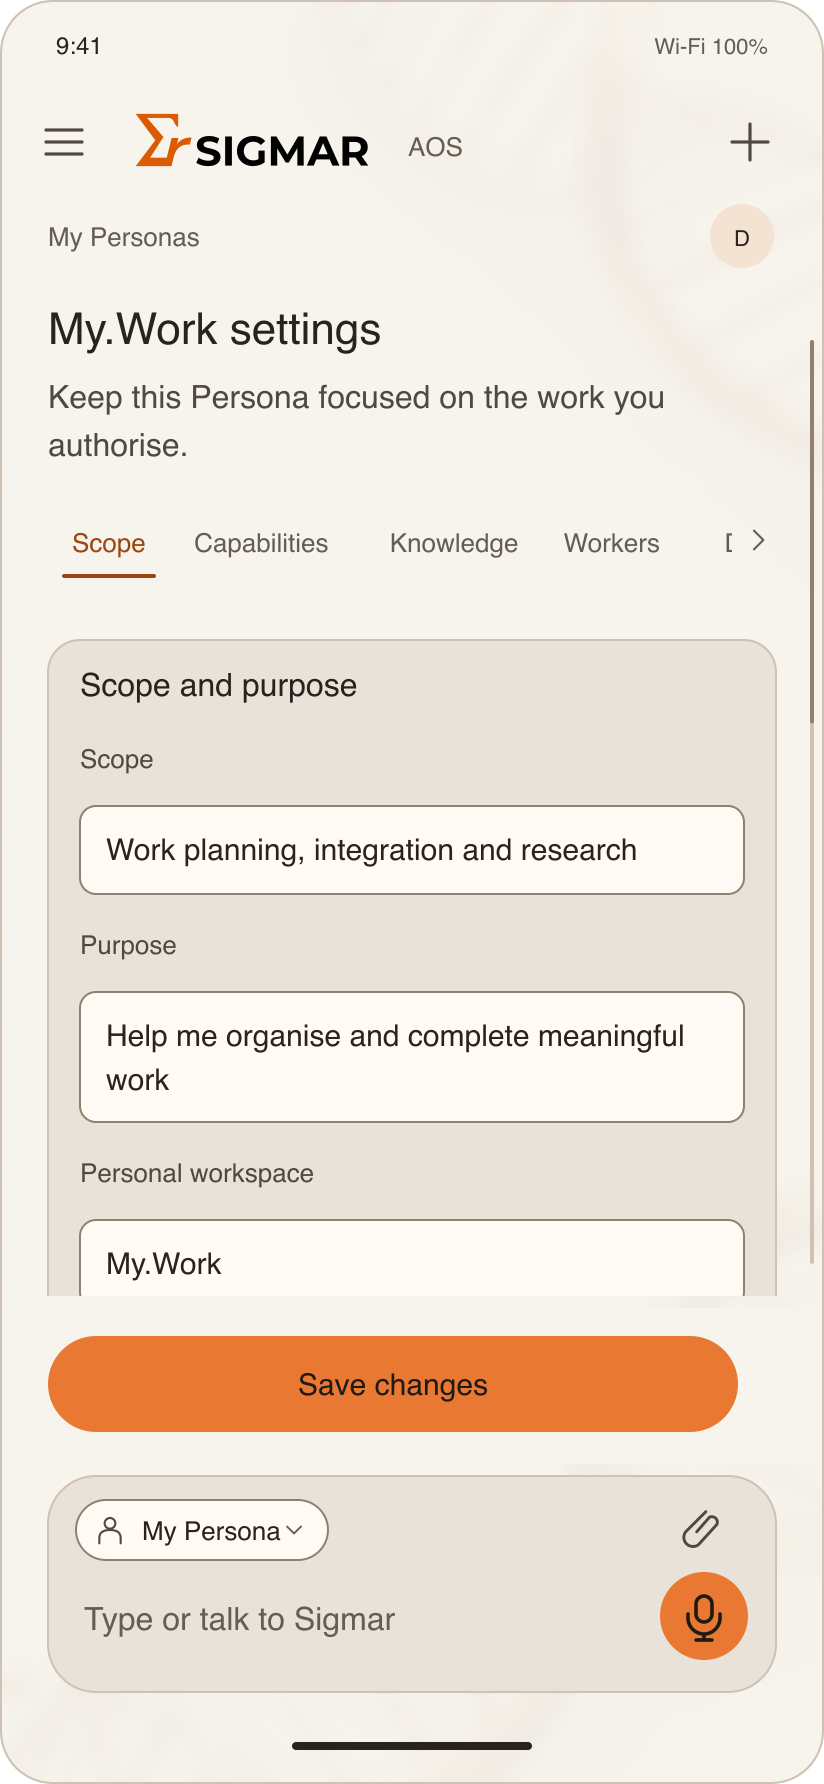 9:41
Wi-Fi 100%
Σr SIGMAR AOS
My Personas
D
My.Work settings
Keep this Persona focused on the work you
authorise.
Scope Capabilities Knowledge Workers
Scope and purpose
Scope
Work planning, integration and research
Purpose
Help me organise and complete meaningful
work
Personal workspace
My.Work
Save changes
My Persona
Type or talk to Sigmar